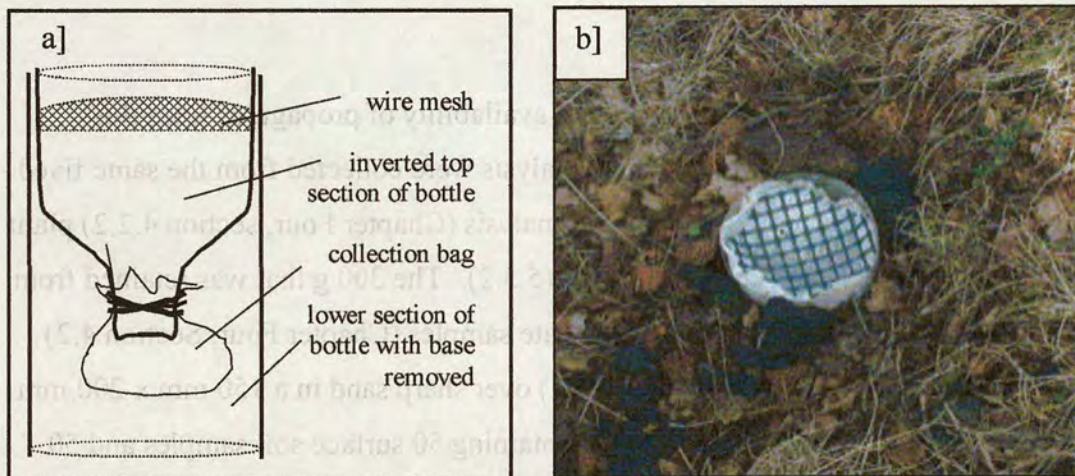 a]
wire mesh
inverted top
section of bottle
collection bag
lower section of
bottle with base
removed
b]